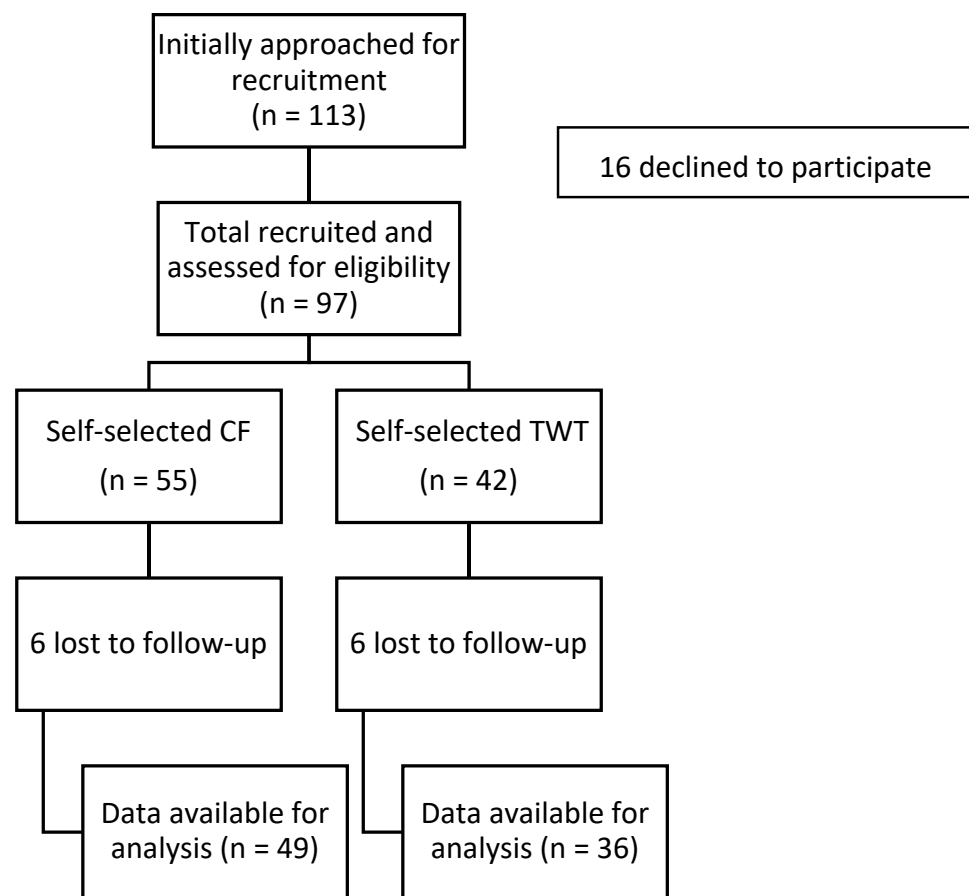 Initially approached for
recruitment
(n = 113)
16 declined to participate
Total recruited and
assessed for eligibility
(n = 97)
Self-selected CF
(n = 55)
Self-selected TWT
(n = 42)
6 lost to follow-up
6 lost to follow-up
Data available for
analysis (n = 49)
Data available for
analysis (n = 36)